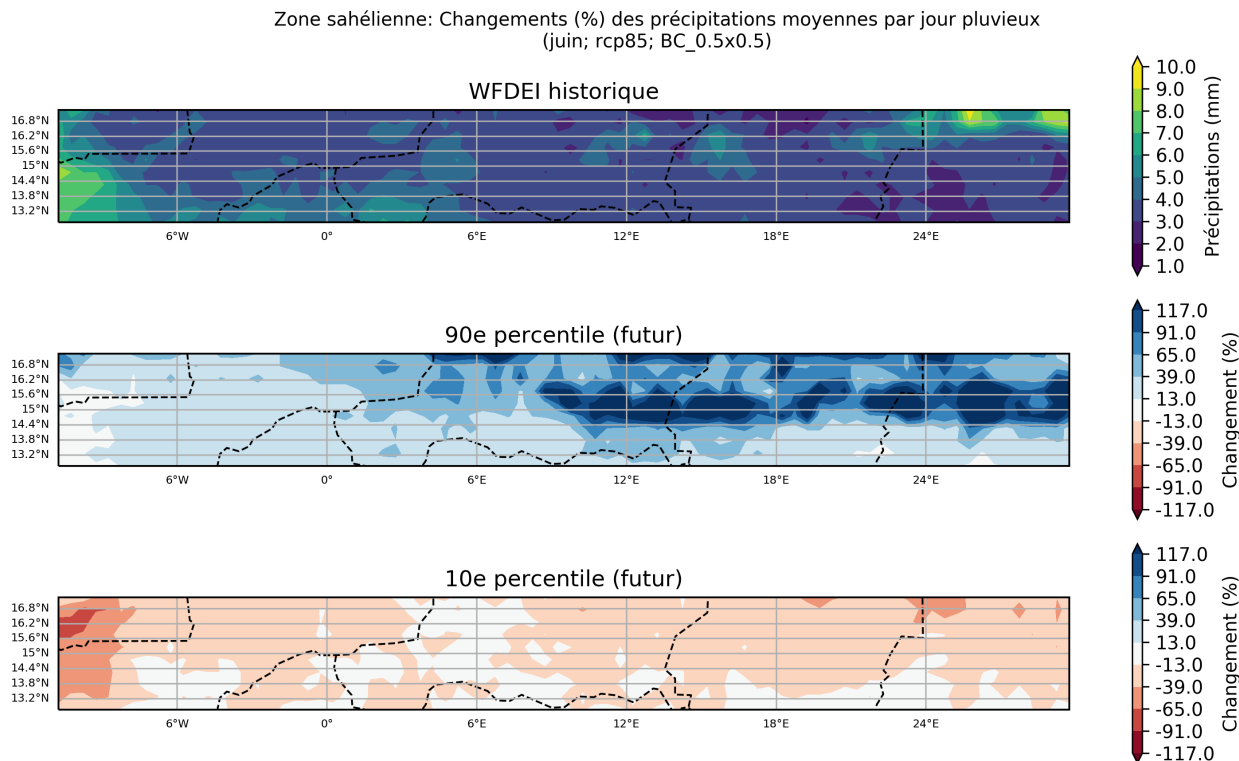 Zone sahélienne: Changements (%) des précipitations moyennes par jour pluvieux
(juin; rcp85; BC_0.5x0.5)
WFDEI historique
16.8°N
16.2°N
15.6°N
15°N
14.4°N
13.8°N
13.2°N
6°W
0°
6°E
12°E
18°E
24°E
10.0
9.0
8.0
7.0
6.0
5.0
4.0
3.0
2.0
1.0
Précipitations (mm)
90e percentile (futur)
16.8°N
16.2°N
15.6°N
15°N
14.4°N
13.8°N
13.2°N
6°W
0°
6°E
12°E
18°E
24°E
117.0
91.0
65.0
39.0
13.0
-13.0
-39.0
-65.0
-91.0
-117.0
Changement (%)
10e percentile (futur)
16.8°N
16.2°N
15.6°N
15°N
14.4°N
13.8°N
13.2°N
6°W
0°
6°E
12°E
18°E
24°E
117.0
91.0
65.0
39.0
13.0
-13.0
-39.0
-65.0
-91.0
-117.0
Changement (%)